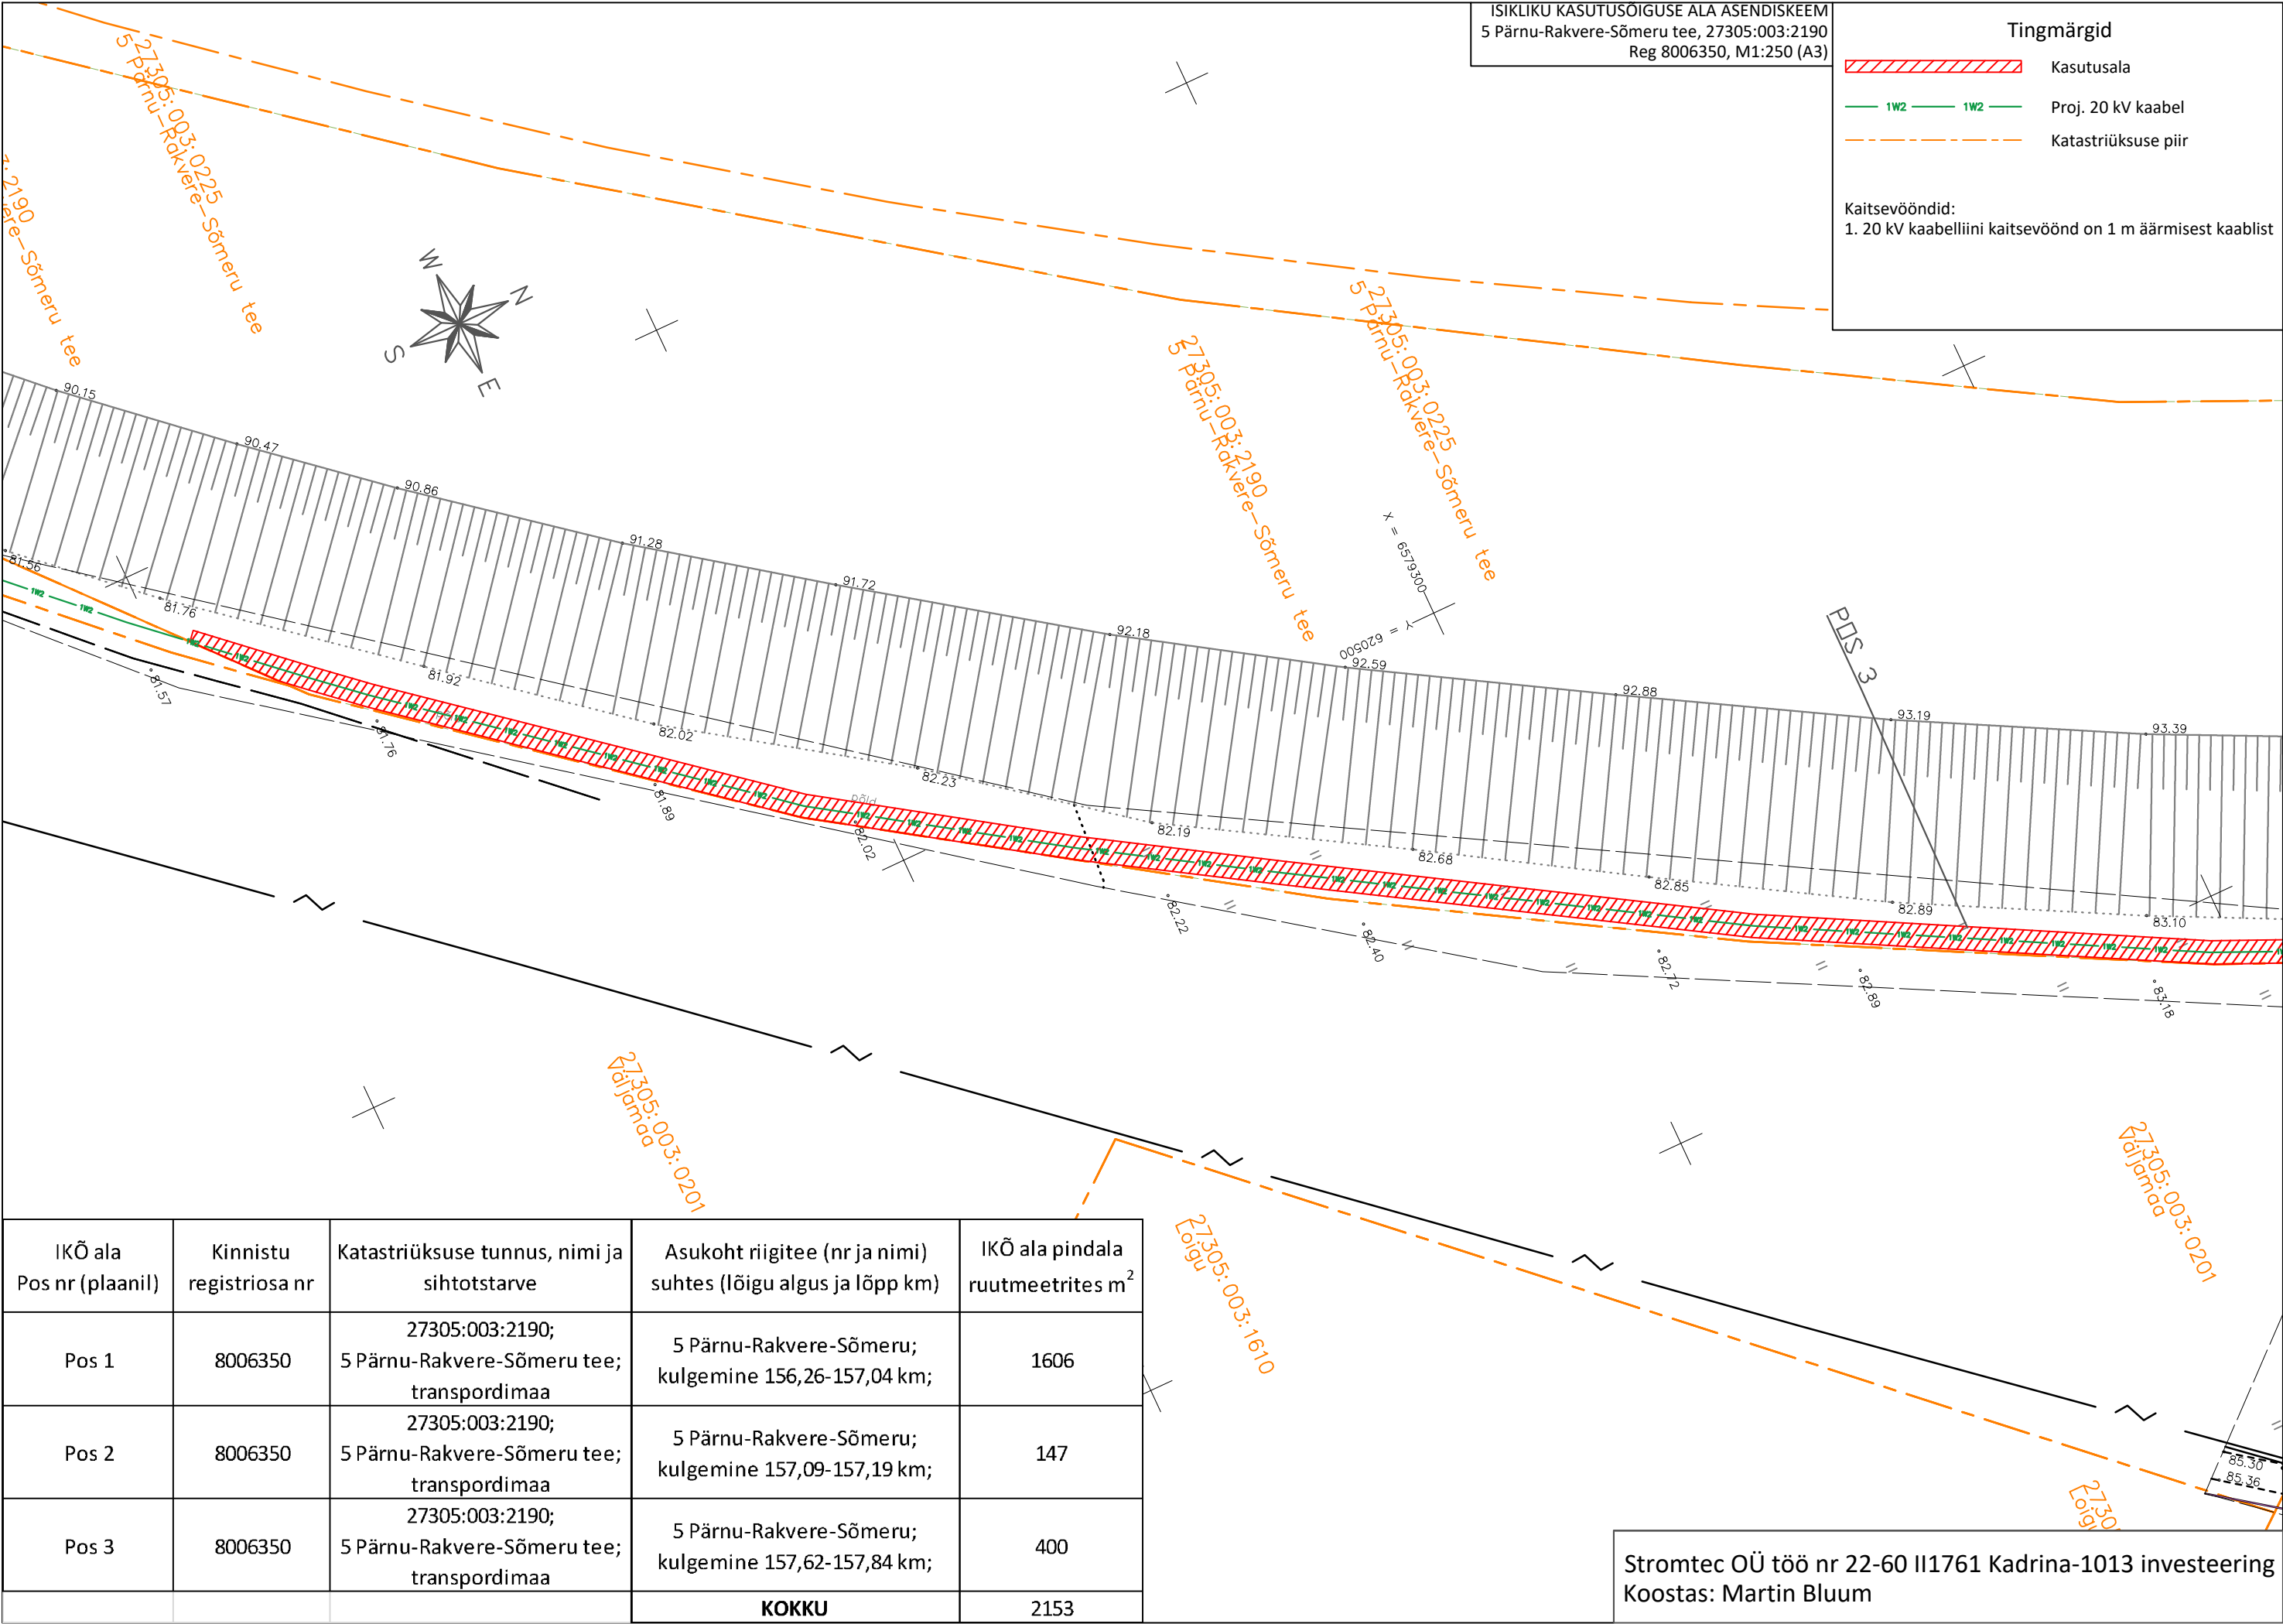 ISIKLIKU KASUTUSÕIGUSE ALA ASENDISKEEM
5 Pärnu-Rakvere-Sõmeru tee, 27305:003:2190
Reg 8006350, M1:250 (A3)
Tingmärgid
Kasutusala
1W2 1W2
Proj. 20 kV kaabel
Katastriüksuse piir
Kaitsevööndid:
1. 20 kV kaabelliini kaitsevöönd on 1 m äärmisest kaablist
27305:003:0225
5 Pärnu-Rakvere-Sõmeru tee
W
N
S
E
27305:003:2190
5 Pärnu-Rakvere-Sõmeru tee
27305:003:0225
5 Pärnu-Rakvere-Sõmeru tee
X = 6579300
Y = 620500
POS 3
90.15
90.47
90.86
91.28
91.72
92.18
92.59
92.88
93.19
93.39
81.56
81.76
81.92
82.02
82.23
82.19
82.68
82.85
82.89
83.10
põld
81.57
81.76
81.89
82.02
82.22
82.40
82.72
82.89
83.18
27305:003:0201
Väljamaa
27305:003:1610
Loigu
27305:003:0201
Väljamaa
85.30
85.36
IKÕ ala
Pos nr (plaanil)
Kinnistu
registriosa nr
Katastriüksuse tunnus, nimi ja
sihtotstarve
Asukoht riigitee (nr ja nimi)
suhtes (lõigu algus ja lõpp km)
IKÕ ala pindala
ruutmeetrites m²
Pos 1
8006350
27305:003:2190;
5 Pärnu-Rakvere-Sõmeru tee;
transpordimaa
5 Pärnu-Rakvere-Sõmeru;
kulgemine 156,26-157,04 km;
1606
Pos 2
8006350
27305:003:2190;
5 Pärnu-Rakvere-Sõmeru tee;
transpordimaa
5 Pärnu-Rakvere-Sõmeru;
kulgemine 157,09-157,19 km;
147
Pos 3
8006350
27305:003:2190;
5 Pärnu-Rakvere-Sõmeru tee;
transpordimaa
5 Pärnu-Rakvere-Sõmeru;
kulgemine 157,62-157,84 km;
400
KOKKU
2153
Stromtec OÜ töö nr 22-60 II1761 Kadrina-1013 investeering
Koostas: Martin Bluum